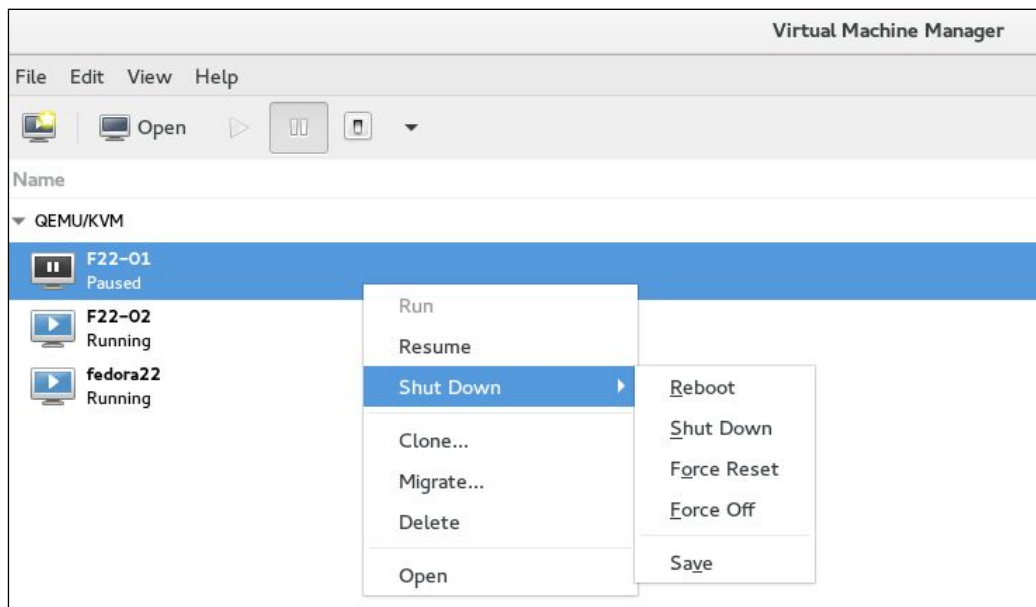 Virtual Machine Manager
File Edit View Help
Open
Name
QEMU/KVM
F22-01
Paused
F22-02
Running
fedora22
Running
Run
Resume
Shut Down
Clone...
Migrate...
Delete
Open
Reboot
Shut Down
Force Reset
Force Off
Save